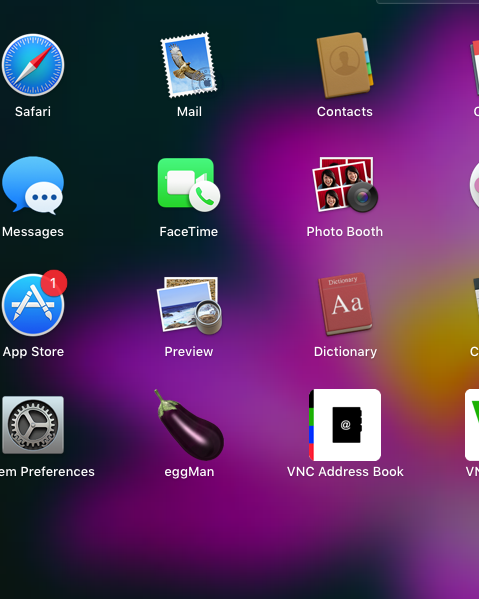 Safari
Mail
Contacts
Messages
FaceTime
Photo Booth
1
Dictionary
Aa
App Store
Preview
Dictionary
@
em Preferences
eggMan
VNC Address Book
VN